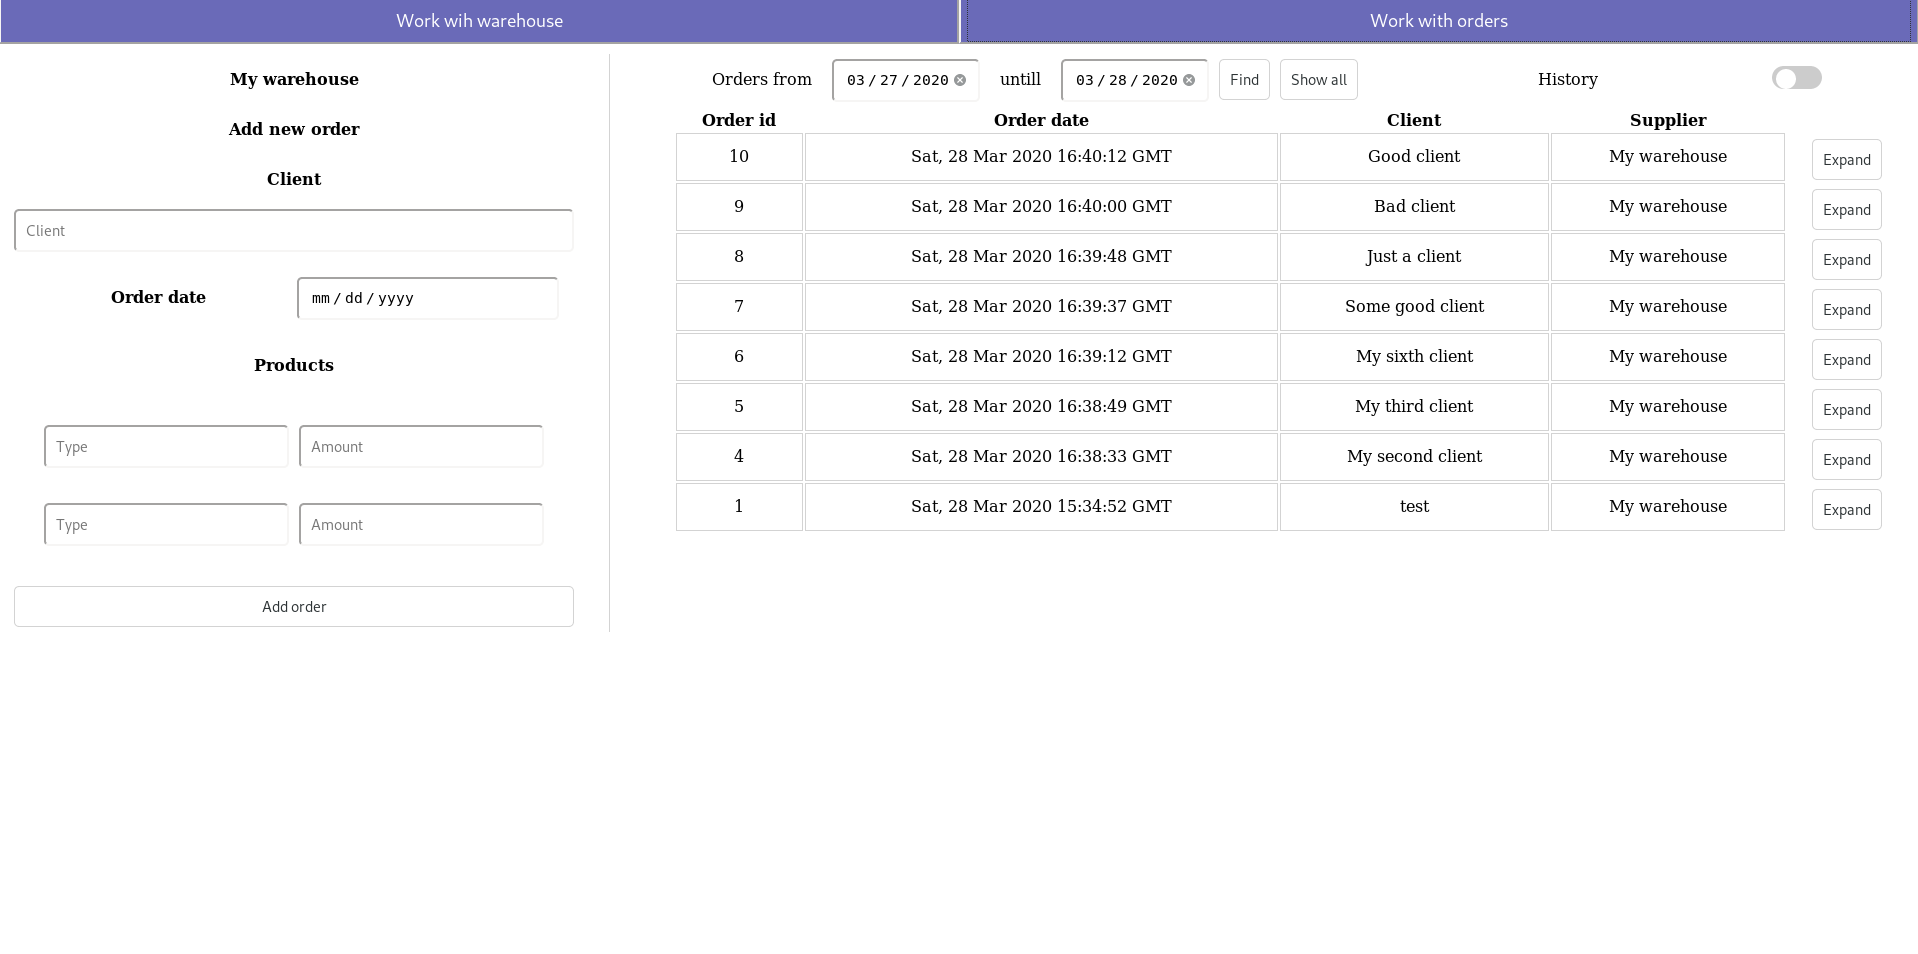 Work wih warehouse
Work with orders
My warehouse
Add new order
Client
Client
Order date mm / dd / yyyy
Products
Type Amount
Type Amount
Add order
Orders from 03 / 27 / 2020 untill 03 / 28 / 2020 Find Show all History
Order id Order date Client Supplier
10 Sat, 28 Mar 2020 16:40:12 GMT Good client My warehouse Expand
9 Sat, 28 Mar 2020 16:40:00 GMT Bad client My warehouse Expand
8 Sat, 28 Mar 2020 16:39:48 GMT Just a client My warehouse Expand
7 Sat, 28 Mar 2020 16:39:37 GMT Some good client My warehouse Expand
6 Sat, 28 Mar 2020 16:39:12 GMT My sixth client My warehouse Expand
5 Sat, 28 Mar 2020 16:38:49 GMT My third client My warehouse Expand
4 Sat, 28 Mar 2020 16:38:33 GMT My second client My warehouse Expand
1 Sat, 28 Mar 2020 15:34:52 GMT test My warehouse Expand